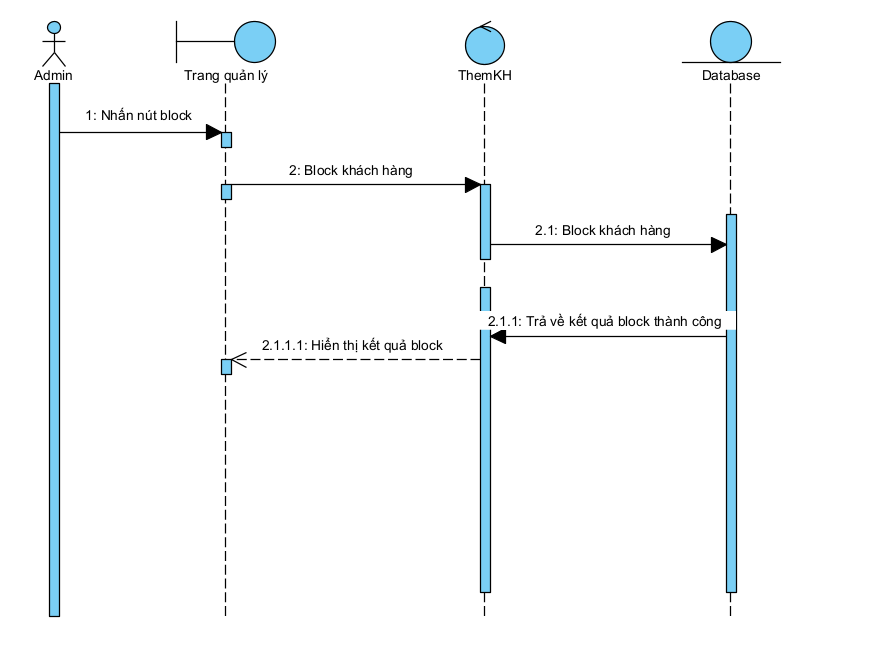 Admin
Trang quản lý
ThemKH
Database
1: Nhấn nút block
2: Block khách hàng
2.1: Block khách hàng
2.1.1: Trả về kết quả block thành công
2.1.1.1: Hiển thị kết quả block